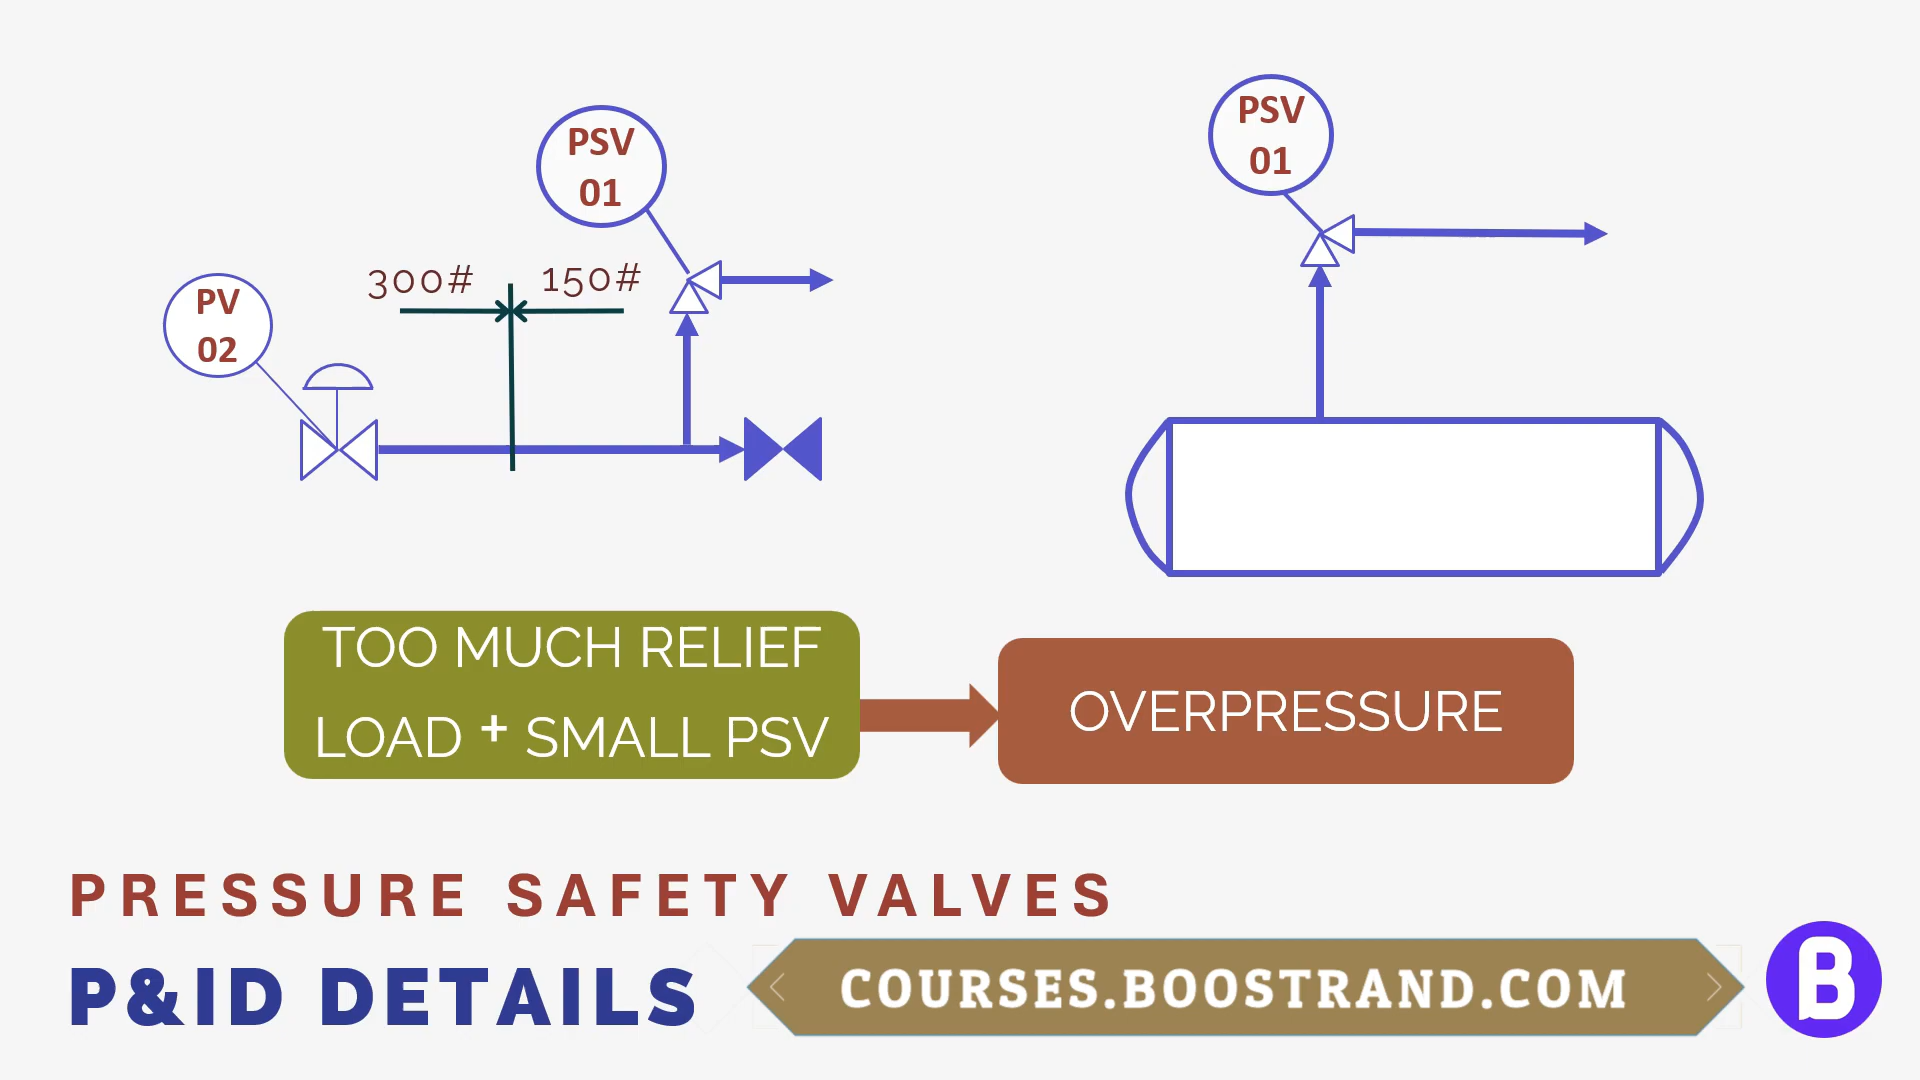 PSV
01
PSV
01
300#
150#
PV
02
TOO MUCH RELIEF
LOAD + SMALL PSV
OVERPRESSURE
PRESSURE SAFETY VALVES
P&ID DETAILS
COURSES.BOOSTRAND.COM
B